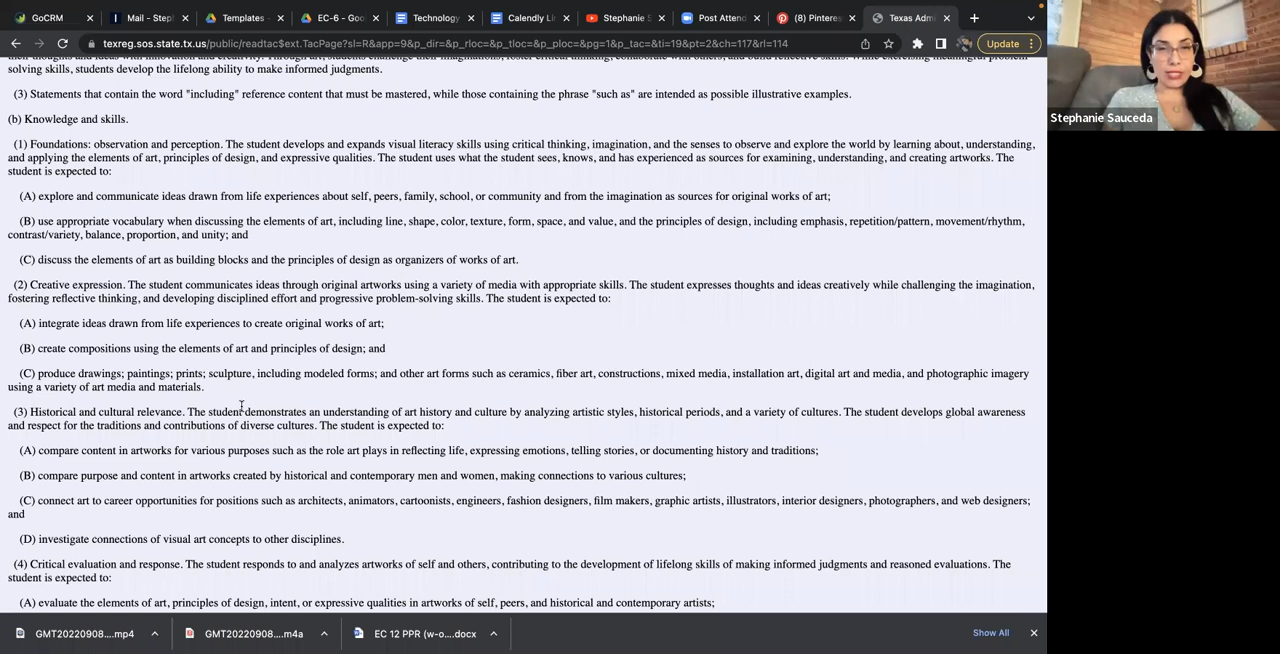 GoCRM
Mail - Steph
Templates -
EC-6 - Goo
Technology
Calendly Lin
Stephanie S
Post Attend
(8) Pinteres
Texas Adm
texreg.sos.state.tx.us/public/readtac$ext.TacPage?sl=R&app=9&p_dir=&p_rloc=&p_tloc=&p_ploc=&pg=1&p_tac=&ti=19&pt=2&ch=117&rl=114
Update
solving skills, students develop the lifelong ability to make informed judgments.
(3) Statements that contain the word "including" reference content that must be mastered, while those containing the phrase "such as" are intended as possible illustrative examples.
(b) Knowledge and skills.
(1) Foundations: observation and perception. The student develops and expands visual literacy skills using critical thinking, imagination, and the senses to observe and explore the world by learning about, understanding,
and applying the elements of art, principles of design, and expressive qualities. The student uses what the student sees, knows, and has experienced as sources for examining, understanding, and creating artworks. The
student is expected to:
(A) explore and communicate ideas drawn from life experiences about self, peers, family, school, or community and from the imagination as sources for original works of art;
(B) use appropriate vocabulary when discussing the elements of art, including line, shape, color, texture, form, space, and value, and the principles of design, including emphasis, repetition/pattern, movement/rhythm,
contrast/variety, balance, proportion, and unity; and
(C) discuss the elements of art as building blocks and the principles of design as organizers of works of art.
(2) Creative expression. The student communicates ideas through original artworks using a variety of media with appropriate skills. The student expresses thoughts and ideas creatively while challenging the imagination,
fostering reflective thinking, and developing disciplined effort and progressive problem-solving skills. The student is expected to:
(A) integrate ideas drawn from life experiences to create original works of art;
(B) create compositions using the elements of art and principles of design; and
(C) produce drawings; paintings; prints; sculpture, including modeled forms; and other art forms such as ceramics, fiber art, constructions, mixed media, installation art, digital art and media, and photographic imagery
using a variety of art media and materials.
(3) Historical and cultural relevance. The student demonstrates an understanding of art history and culture by analyzing artistic styles, historical periods, and a variety of cultures. The student develops global awareness
and respect for the traditions and contributions of diverse cultures. The student is expected to:
(A) compare content in artworks for various purposes such as the role art plays in reflecting life, expressing emotions, telling stories, or documenting history and traditions;
(B) compare purpose and content in artworks created by historical and contemporary men and women, making connections to various cultures;
(C) connect art to career opportunities for positions such as architects, animators, cartoonists, engineers, fashion designers, film makers, graphic artists, illustrators, interior designers, photographers, and web designers;
and
(D) investigate connections of visual art concepts to other disciplines.
(4) Critical evaluation and response. The student responds to and analyzes artworks of self and others, contributing to the development of lifelong skills of making informed judgments and reasoned evaluations. The
student is expected to:
(A) evaluate the elements of art, principles of design, intent, or expressive qualities in artworks of self, peers, and historical and contemporary artists;
GMT20220908....mp4
GMT20220908....m4a
EC 12 PPR (w-o....docx
Show All
Stephanie Sauceda